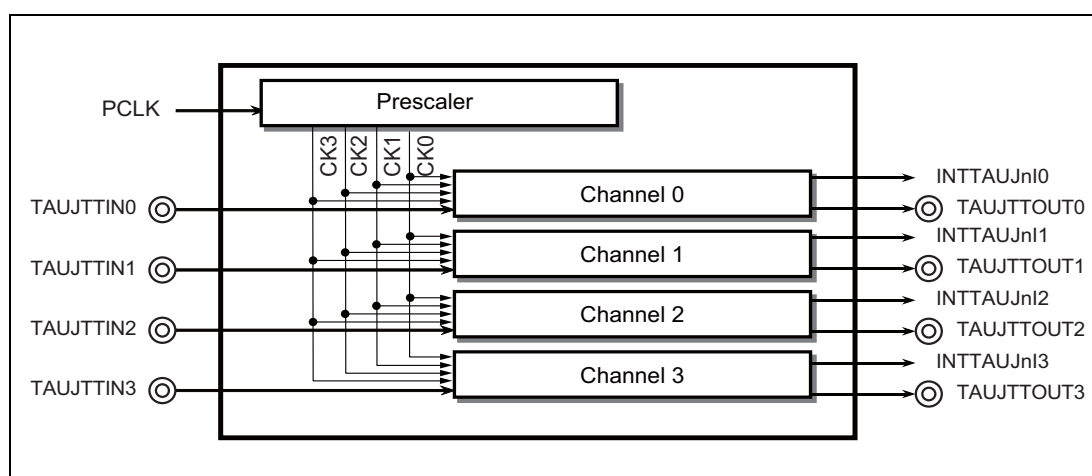 Prescaler
PCLK
CK3
CK2
CK1
CK0
INTTAUJnI0
Channel 0
TAUJTTIN0
TAUJTTOUT0
INTTAUJnI1
Channel 1
TAUJTTIN1
TAUJTTOUT1
INTTAUJnI2
Channel 2
TAUJTTIN2
TAUJTTOUT2
INTTAUJnI3
Channel 3
TAUJTTIN3
TAUJTTOUT3